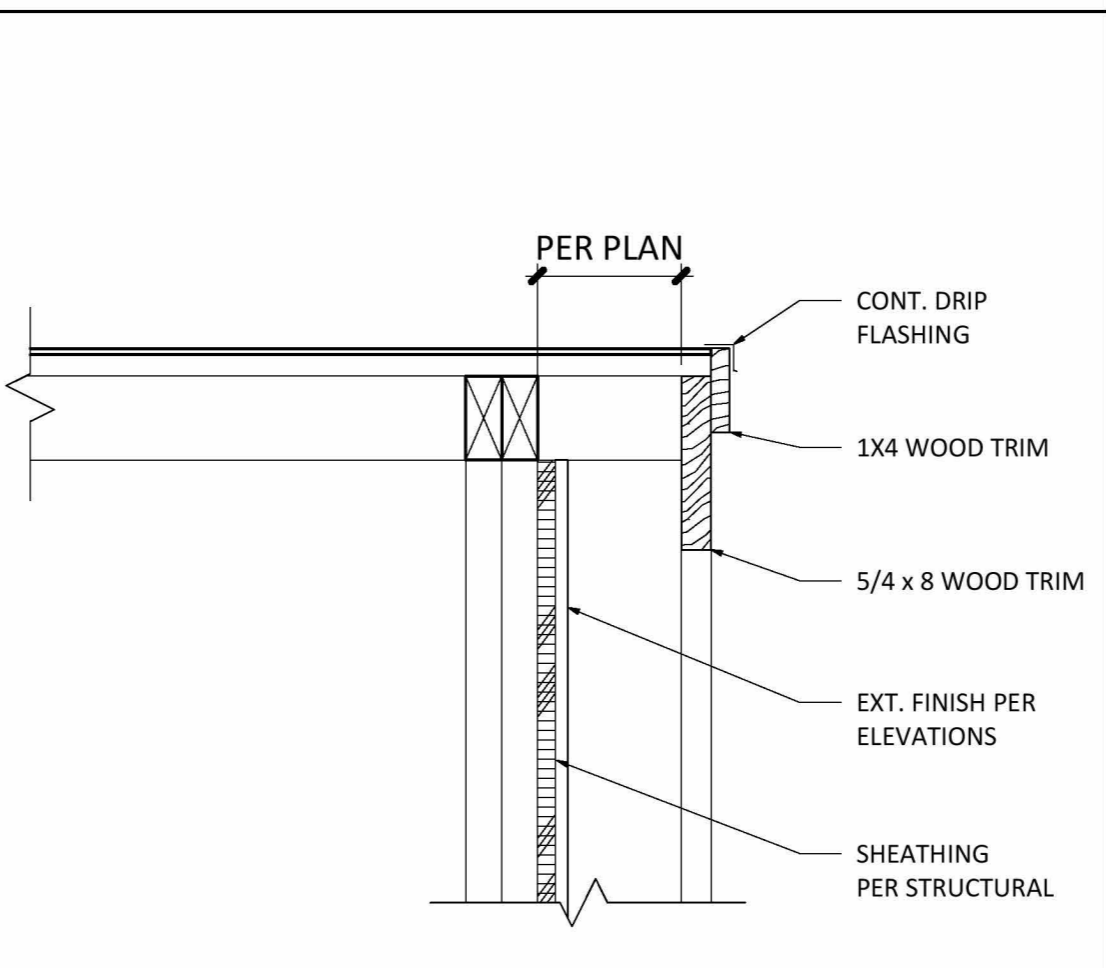 PER PLAN
CONT. DRIP
FLASHING
1X4 WOOD TRIM
5/4 x 8 WOOD TRIM
EXT. FINISH PER
ELEVATIONS
SHEATHING
PER STRUCTURAL